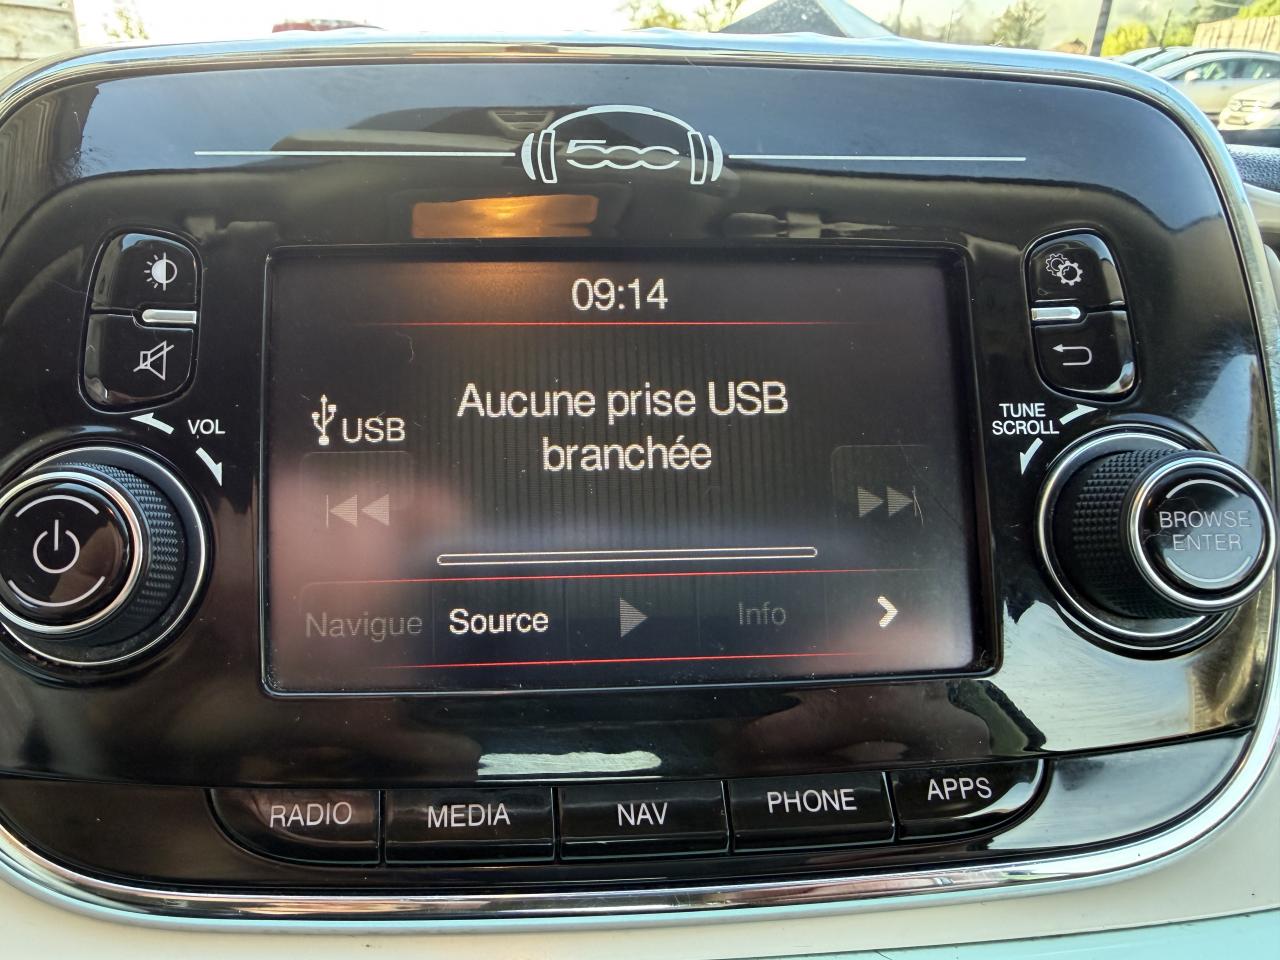 500
09:14
VOL
TUNE
SCROLL
USB
Aucune prise USB
branchée
BROWSE
ENTER
Navigue
Source
Info
RADIO
MEDIA
NAV
PHONE
APPS